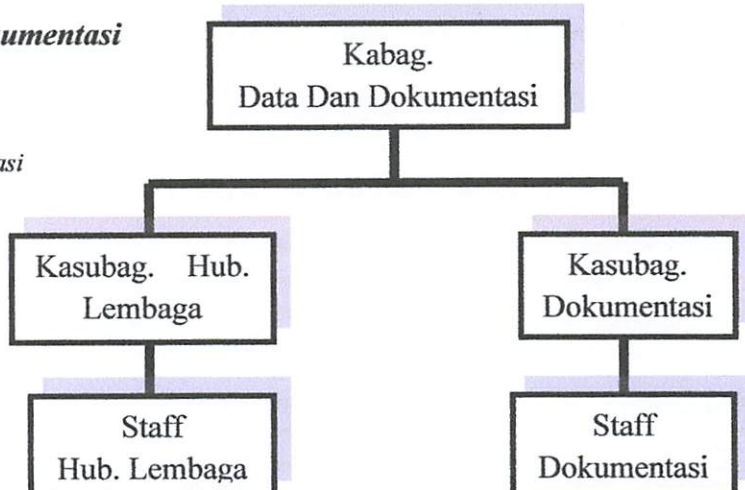 umentasi
Kabag.
Data Dan Dokumentasi
asi
Kasubag. Hub.
Lembaga
Kasubag.
Dokumentasi
Staff
Hub. Lembaga
Staff
Dokumentasi